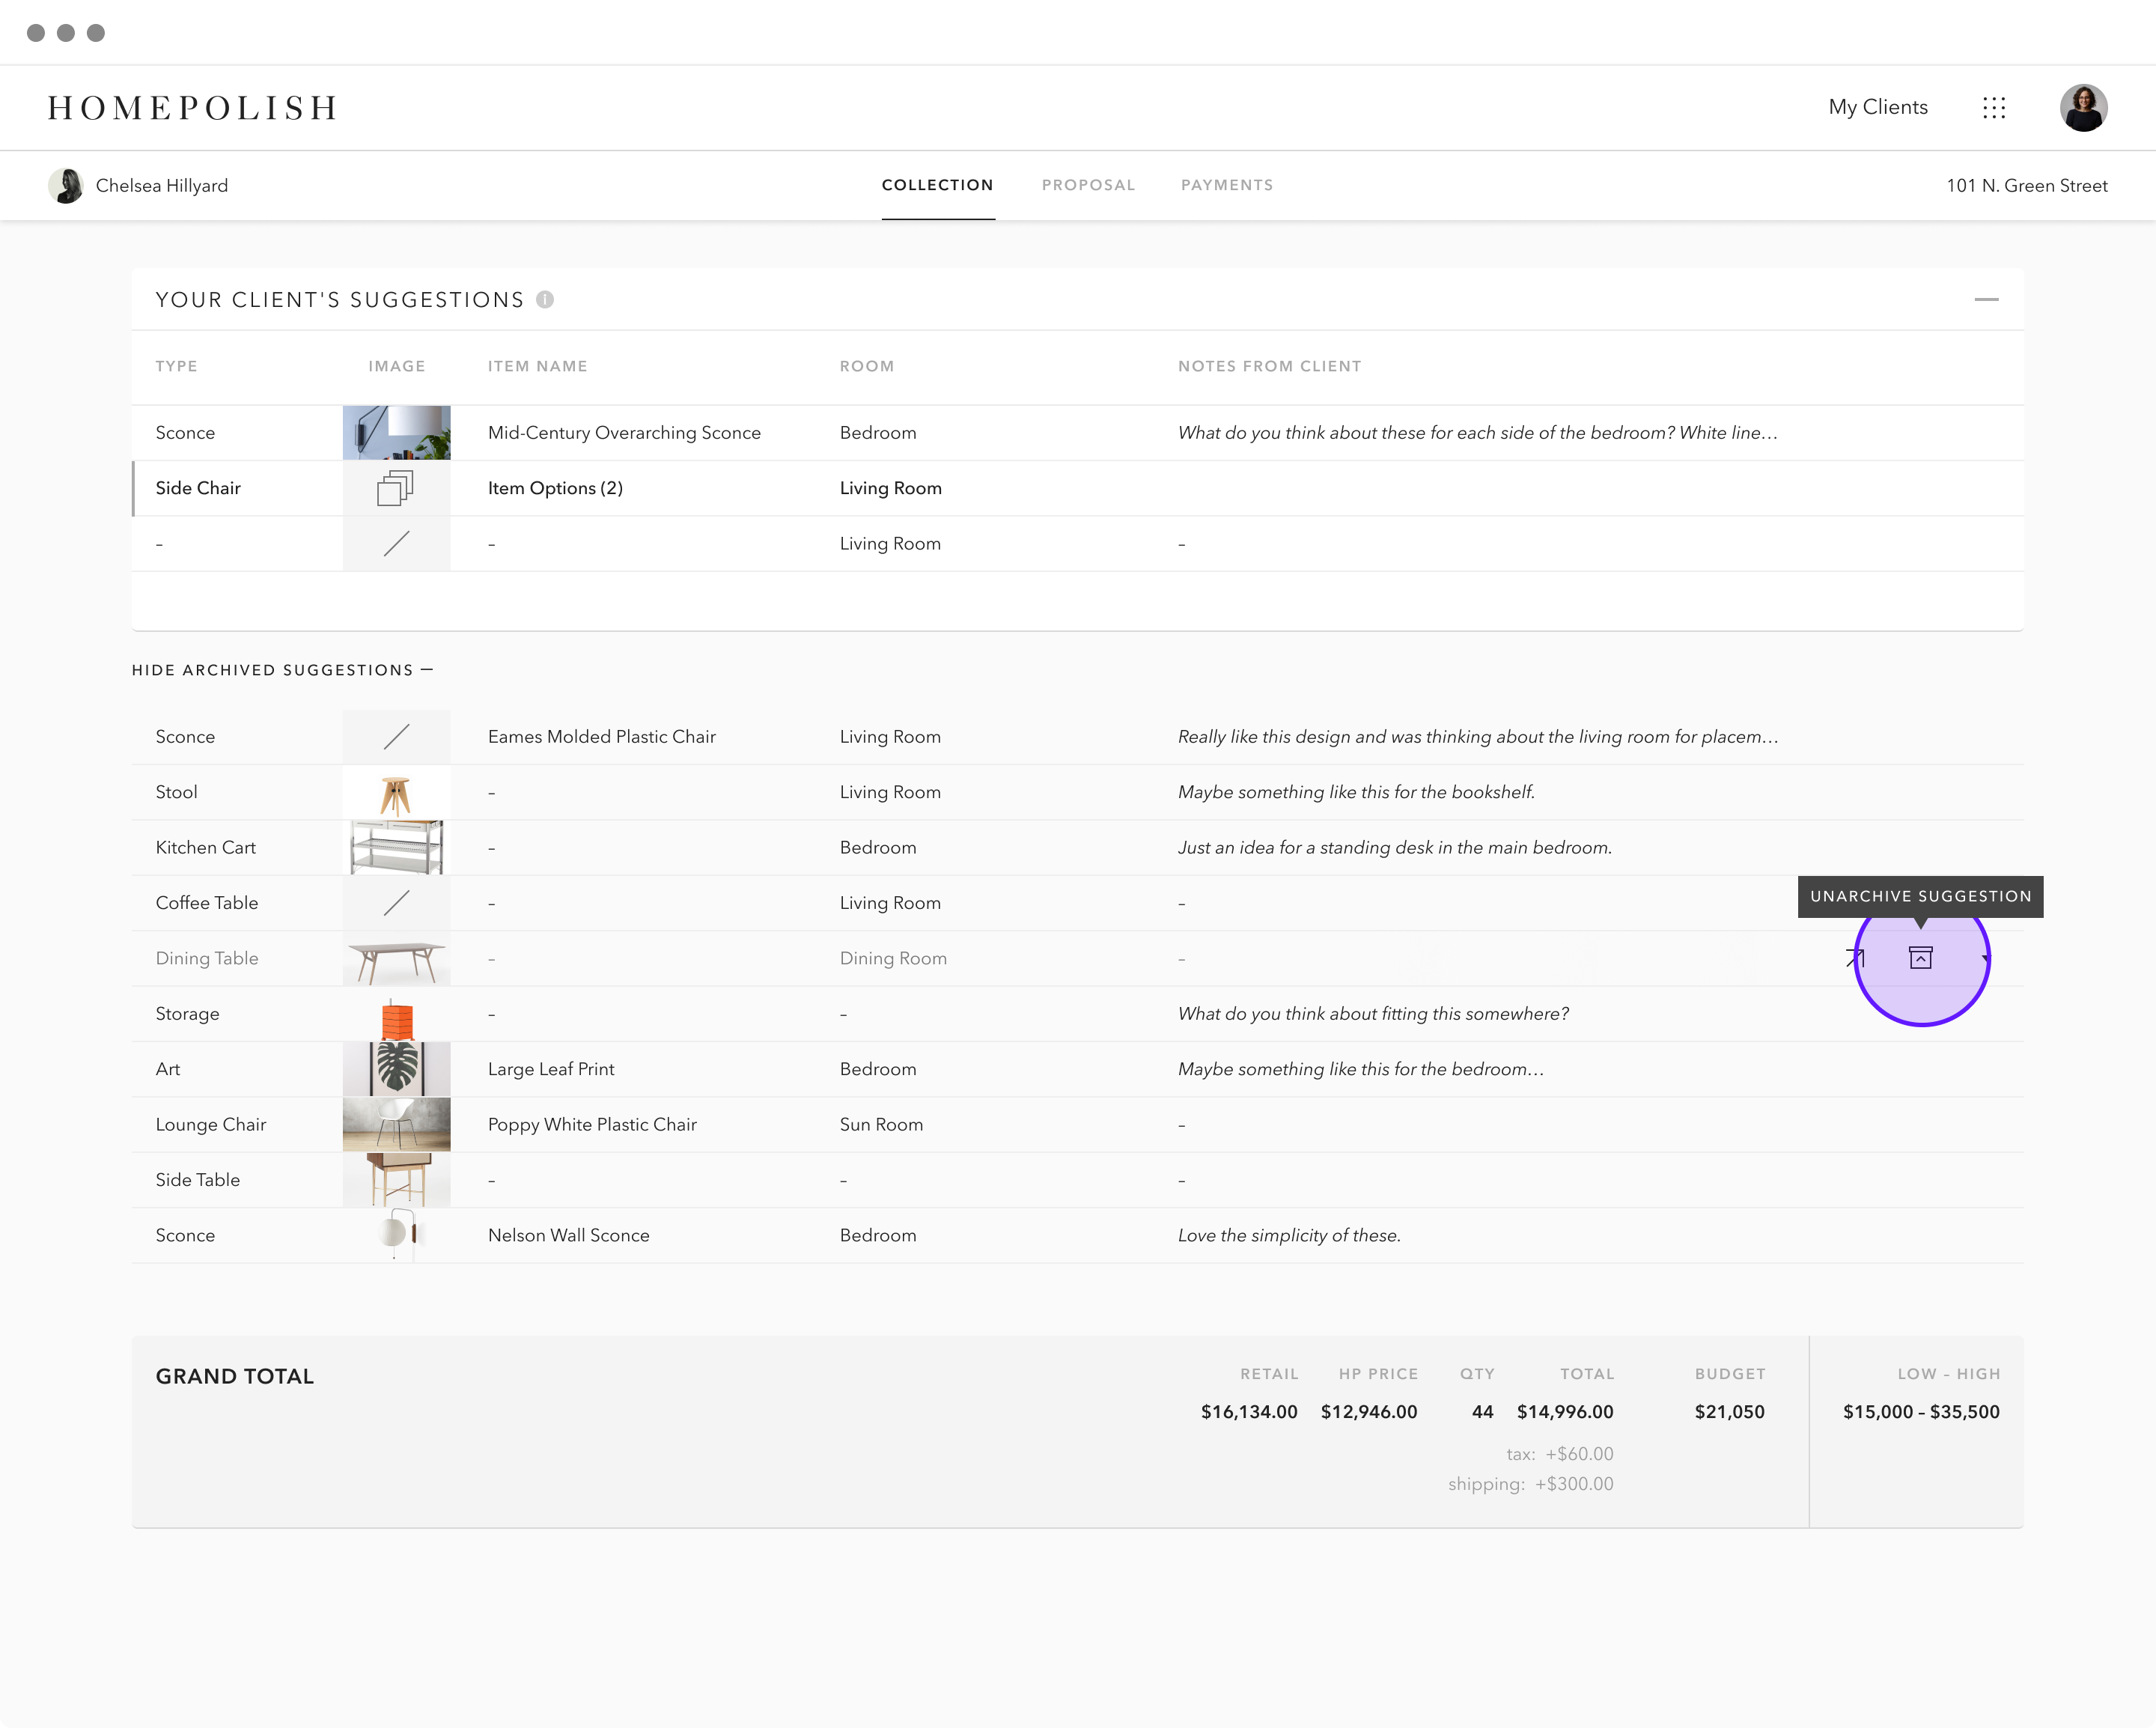 HOMEPOLISH
My Clients
Chelsea Hillyard
COLLECTION PROPOSAL PAYMENTS
101 N. Green Street
YOUR CLIENT'S SUGGESTIONS i
TYPE IMAGE ITEM NAME ROOM NOTES FROM CLIENT
Sconce Mid-Century Overarching Sconce Bedroom What do you think about these for each side of the bedroom? White line…
Side Chair Item Options (2) Living Room
– – Living Room –
HIDE ARCHIVED SUGGESTIONS –
Sconce Eames Molded Plastic Chair Living Room Really like this design and was thinking about the living room for placem…
Stool – Living Room Maybe something like this for the bookshelf.
Kitchen Cart – Bedroom Just an idea for a standing desk in the main bedroom.
Coffee Table – Living Room –
UNARCHIVE SUGGESTION
Dining Table – Dining Room –
Storage – – What do you think about fitting this somewhere?
Art Large Leaf Print Bedroom Maybe something like this for the bedroom…
Lounge Chair Poppy White Plastic Chair Sun Room –
Side Table – – –
Sconce Nelson Wall Sconce Bedroom Love the simplicity of these.
GRAND TOTAL RETAIL HP PRICE QTY TOTAL BUDGET LOW – HIGH
$16,134.00 $12,946.00 44 $14,996.00 $21,050 $15,000 – $35,500
tax: +$60.00
shipping: +$300.00